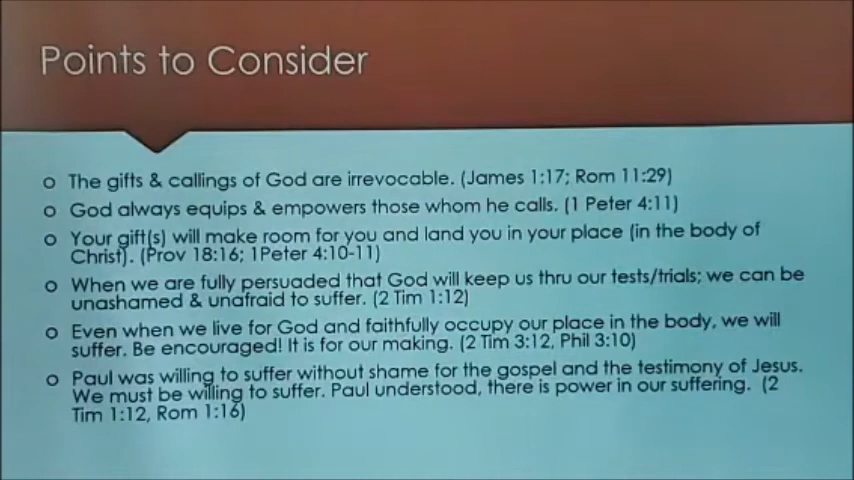 Points to Consider
o The gifts & callings of God are irrevocable. (James 1:17; Rom 11:29)
o God always equips & empowers those whom he calls. (1 Peter 4:11)
o Your gift(s) will make room for you and land you in your place (in the body of
Christ). (Prov 18:16; 1Peter 4:10-11)
o When we are fully persuaded that God will keep us thru our tests/trials; we can be
unashamed & unafraid to suffer. (2 Tim 1:12)
o Even when we live for God and faithfully occupy our place in the body, we will
suffer. Be encouraged! It is for our making. (2 Tim 3:12, Phil 3:10)
o Paul was willing to suffer without shame for the gospel and the testimony of Jesus.
We must be willing to suffer. Paul understood, there is power in our suffering. (2
Tim 1:12, Rom 1:16)